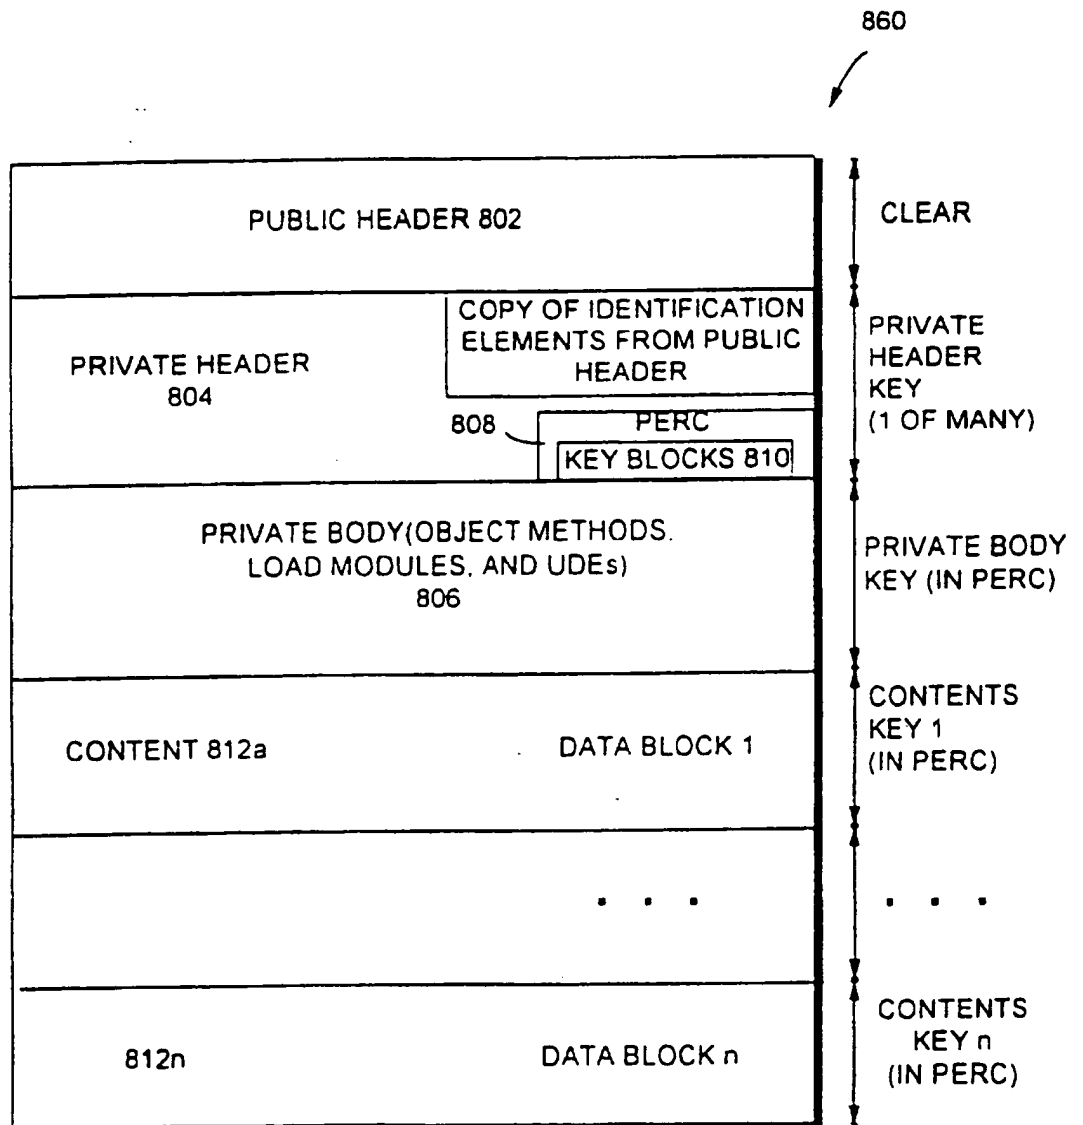 860
PUBLIC HEADER 802
CLEAR
PRIVATE HEADER
804
COPY OF IDENTIFICATION
ELEMENTS FROM PUBLIC
HEADER
808
PERC
KEY BLOCKS 810
PRIVATE
HEADER
KEY
(1 OF MANY)
PRIVATE BODY(OBJECT METHODS.
LOAD MODULES, AND UDEs)
806
PRIVATE BODY
KEY (IN PERC)
CONTENT 812a
DATA BLOCK 1
CONTENTS
KEY 1
(IN PERC)
. . .
. . .
812n
DATA BLOCK n
CONTENTS
KEY n
(IN PERC)